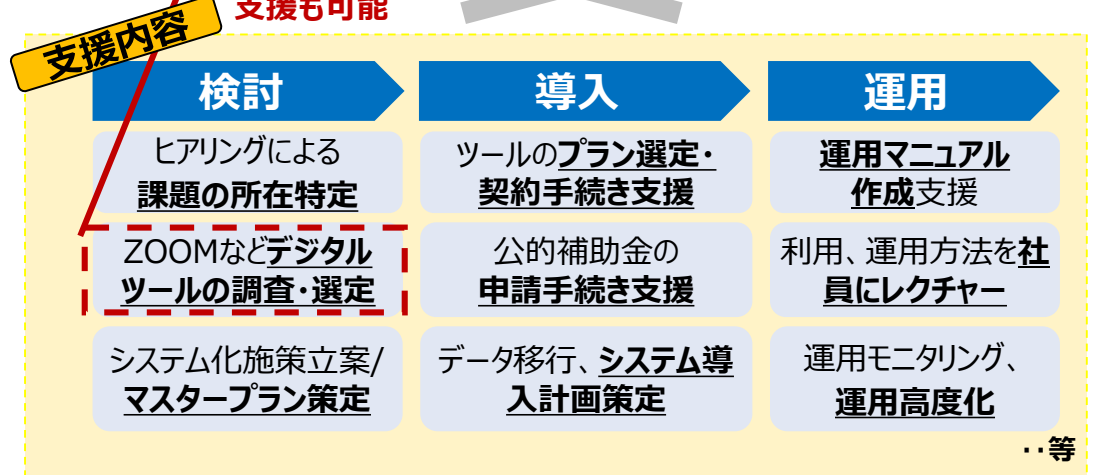 支援も可能
支援内容
検討
導入
運用
ヒアリングによる
課題の所在特定
ツールのプラン選定・
契約手続き支援
運用マニュアル
作成支援
ZOOMなどデジタル
ツールの調査・選定
公的補助金の
申請手続き支援
利用、運用方法を社
員にレクチャー
システム化施策立案/
マスタープラン策定
データ移行、システム導
入計画策定
運用モニタリング、
運用高度化
‥等